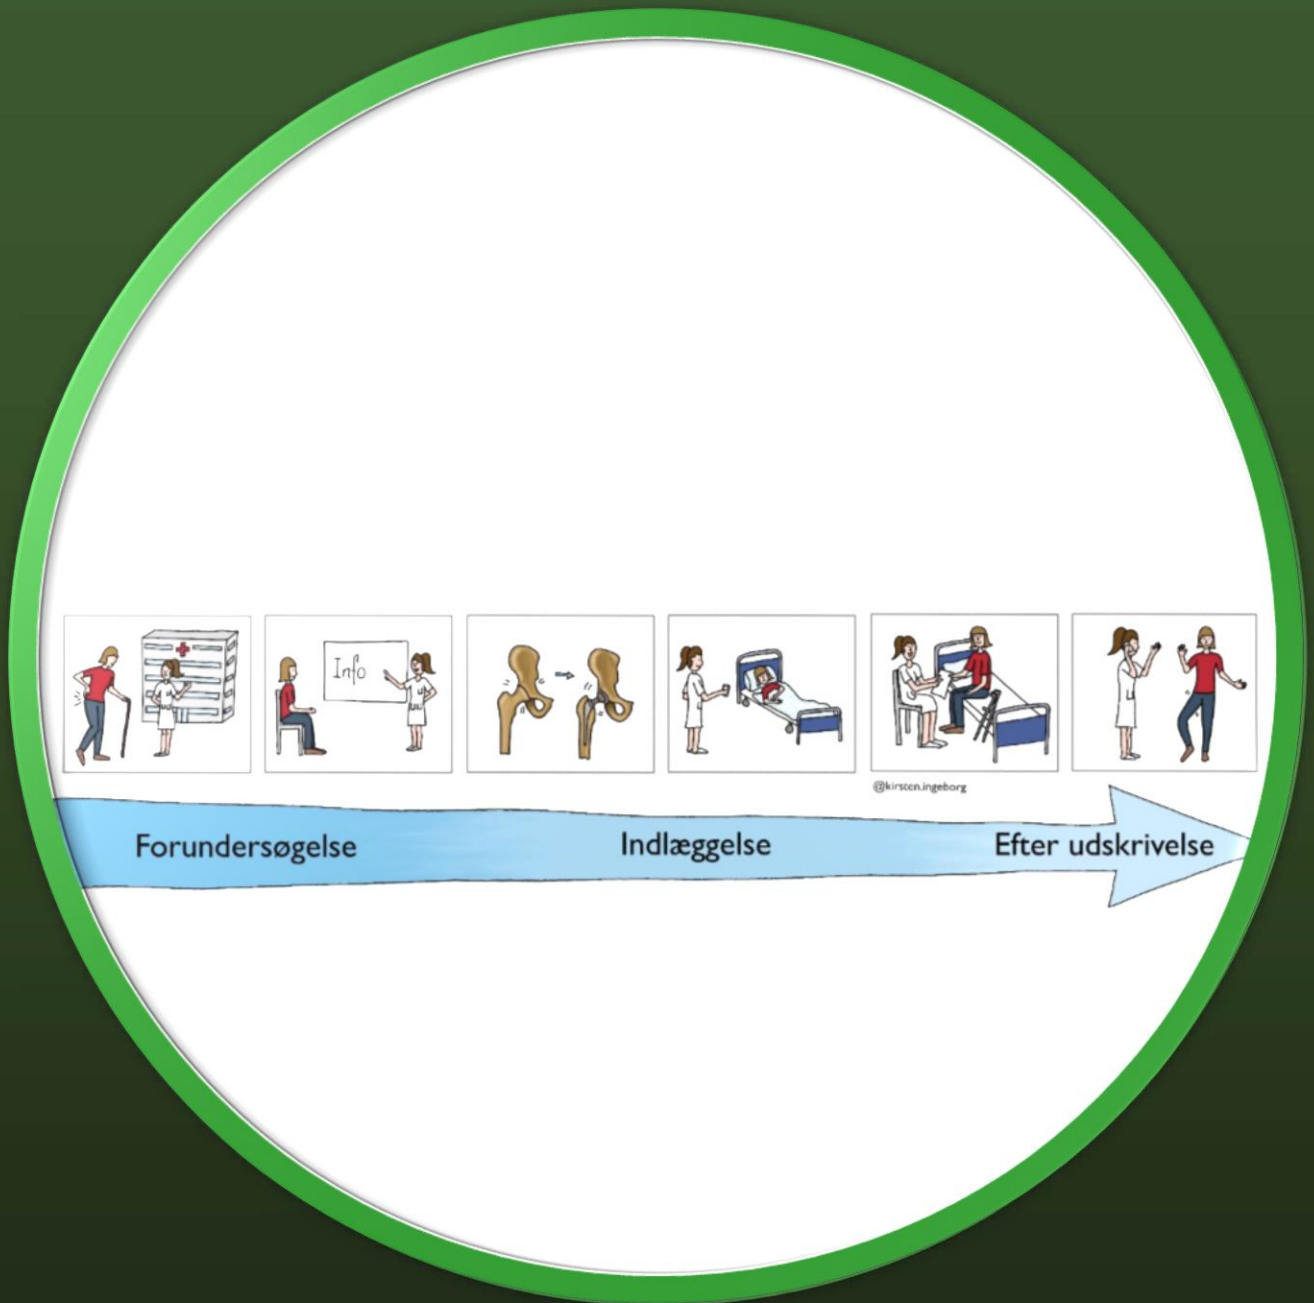 Info
@kirsten.ingeborg
Forundersøgelse
Indlæggelse
Efter udskrivelse